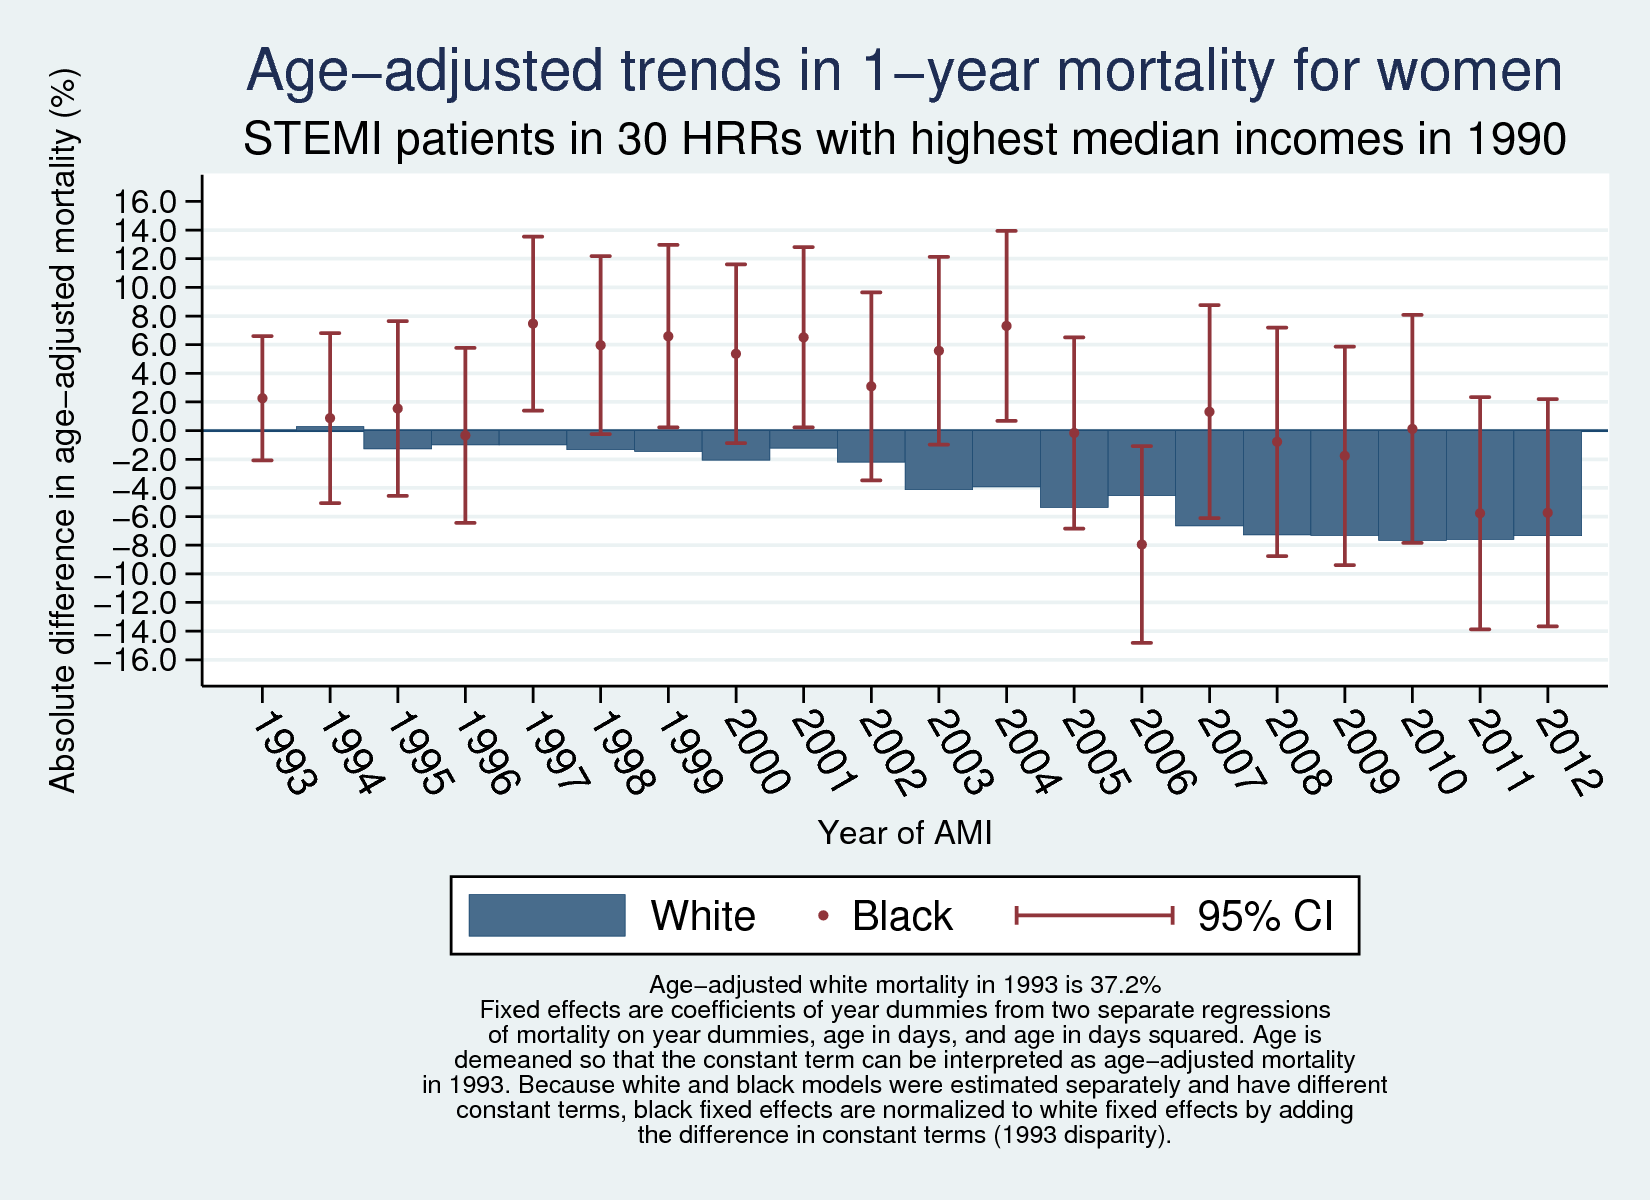 Age–adjusted trends in 1–year mortality for women
STEMI patients in 30 HRRs with highest median incomes in 1990
Absolute difference in age–adjusted mortality (%)
16.0
14.0
12.0
10.0
8.0
6.0
4.0
2.0
0.0
−2.0
−4.0
−6.0
−8.0
−10.0
−12.0
−14.0
−16.0
1993 1994 1995 1996 1997 1998 1999 2000 2001 2002 2003 2004 2005 2006 2007 2008 2009 2010 2011 2012
Year of AMI
White Black 95% CI
Age–adjusted white mortality in 1993 is 37.2%
Fixed effects are coefficients of year dummies from two separate regressions
of mortality on year dummies, age in days, and age in days squared. Age is
demeaned so that the constant term can be interpreted as age–adjusted mortality
in 1993. Because white and black models were estimated separately and have different
constant terms, black fixed effects are normalized to white fixed effects by adding
the difference in constant terms (1993 disparity).